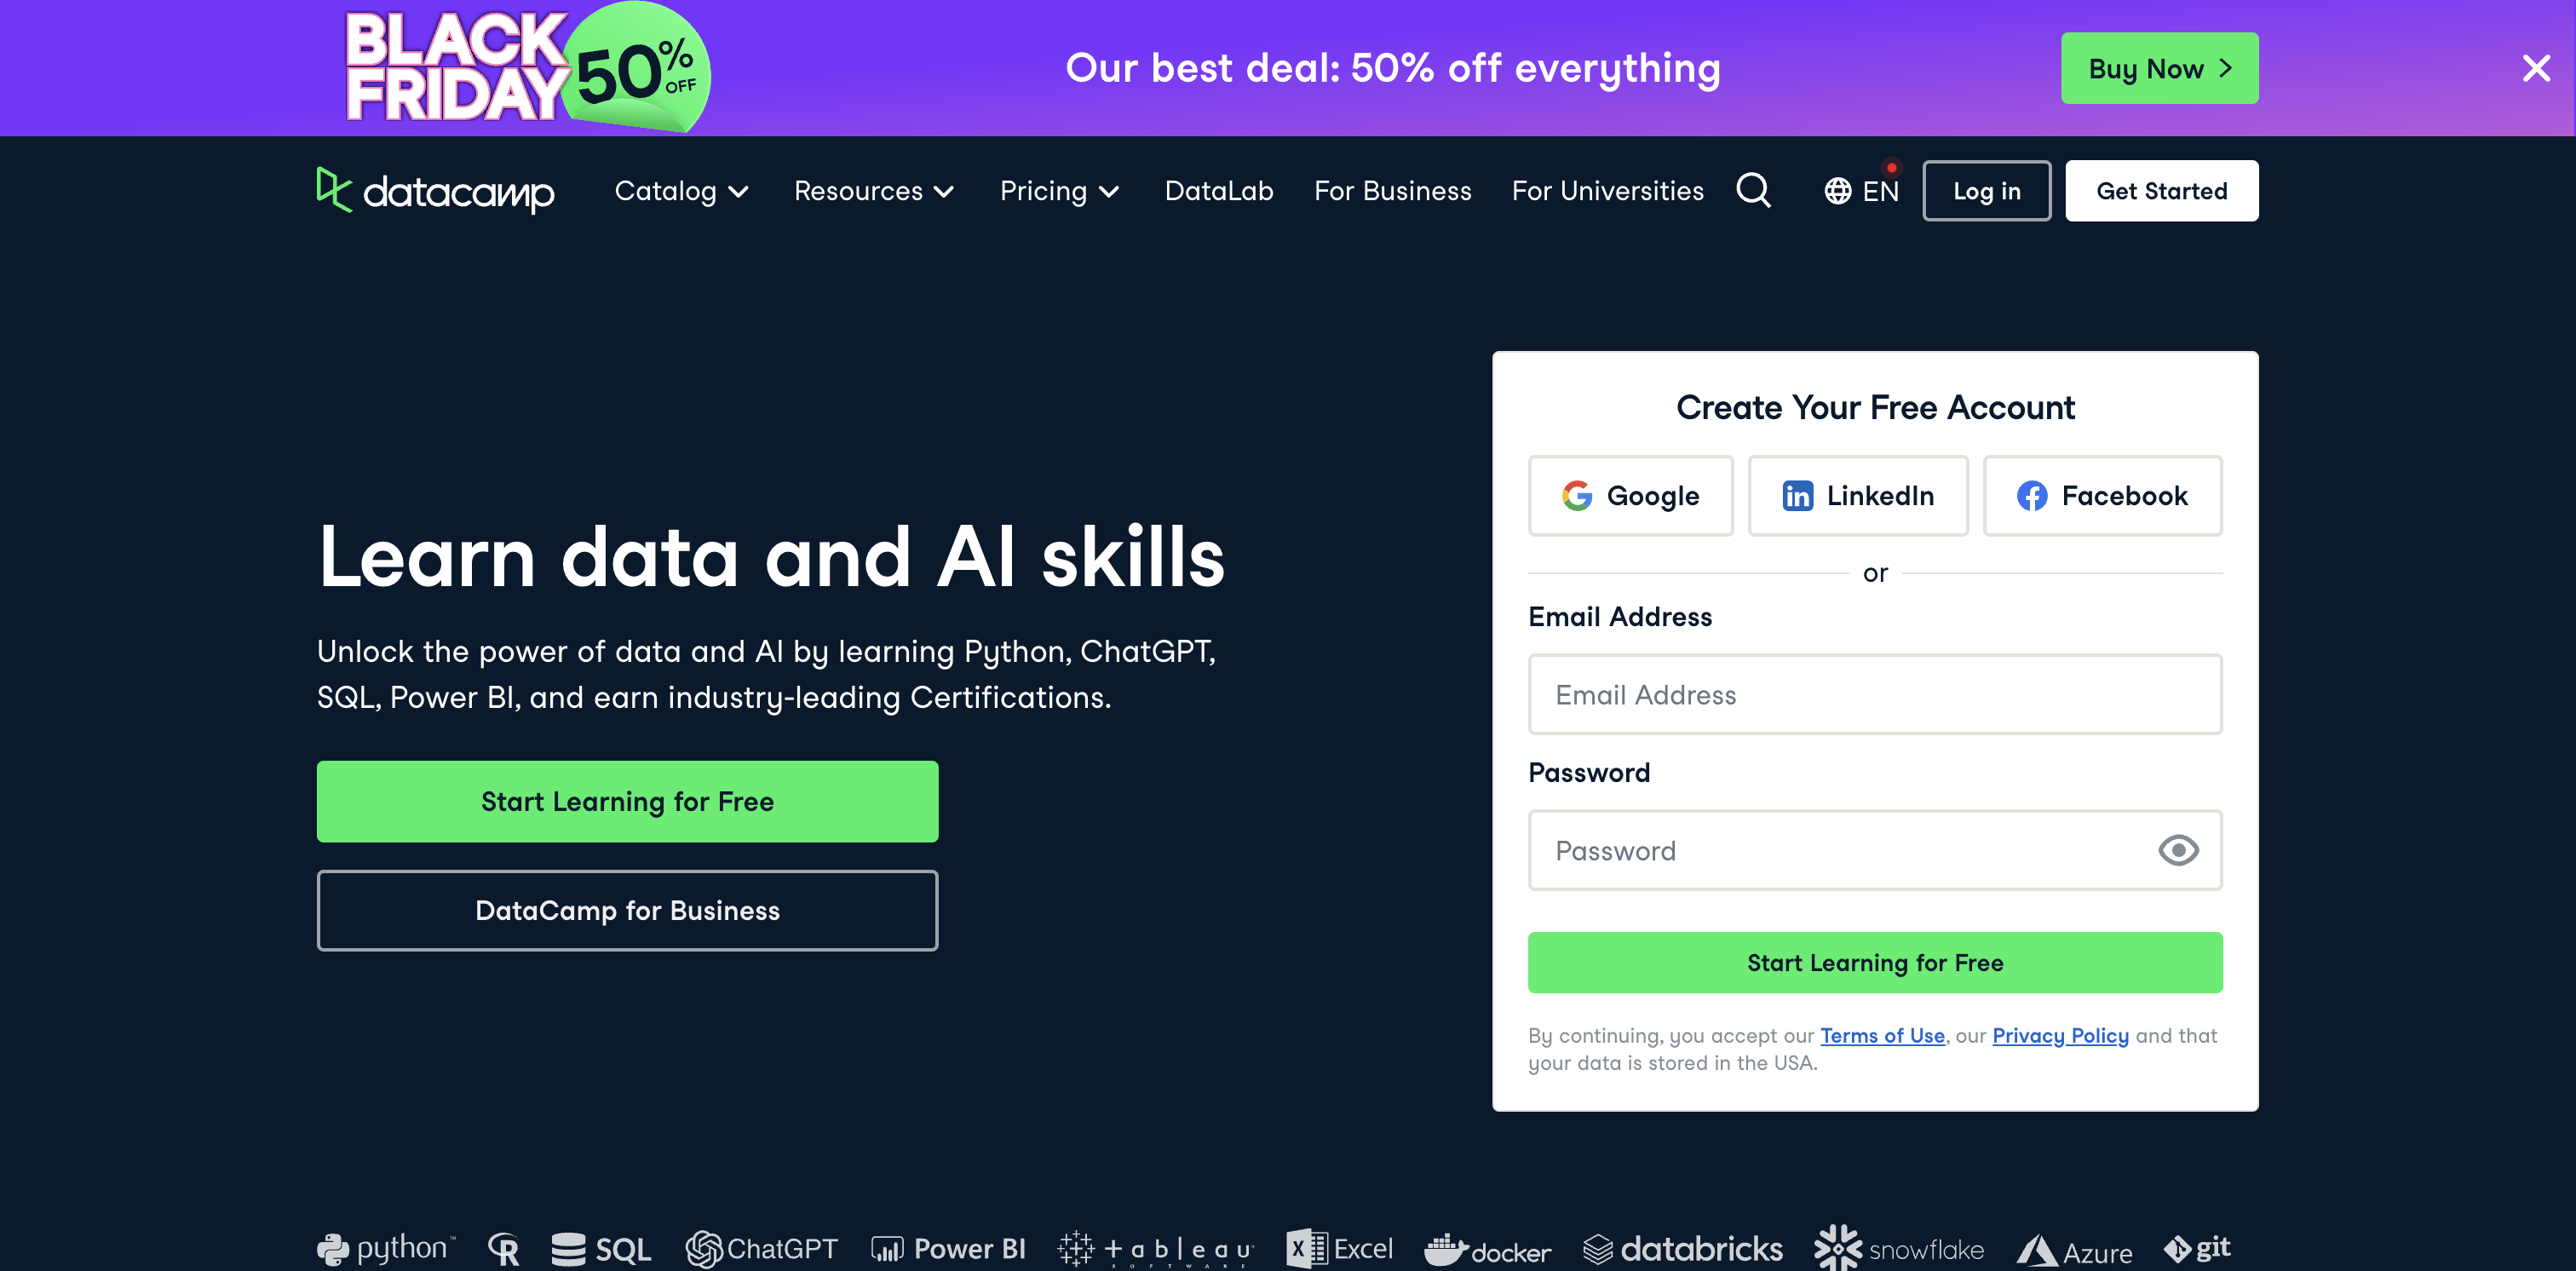 BLACK
FRIDAY
50% OFF
Our best deal: 50% off everything
Buy Now
datacamp
Catalog
Resources
Pricing
DataLab
For Business
For Universities
EN
Log in
Get Started
Learn data and AI skills
Unlock the power of data and AI by learning Python, ChatGPT,
SQL, Power BI, and earn industry-leading Certifications.
Start Learning for Free
DataCamp for Business
Create Your Free Account
Google
LinkedIn
Facebook
or
Email Address
Email Address
Password
Password
Start Learning for Free
By continuing, you accept our Terms of Use, our Privacy Policy and that
your data is stored in the USA.
python™
R
SQL
ChatGPT
Power BI
+ableau
SOFTWARE
Excel
docker
databricks
snowflake
Azure
git